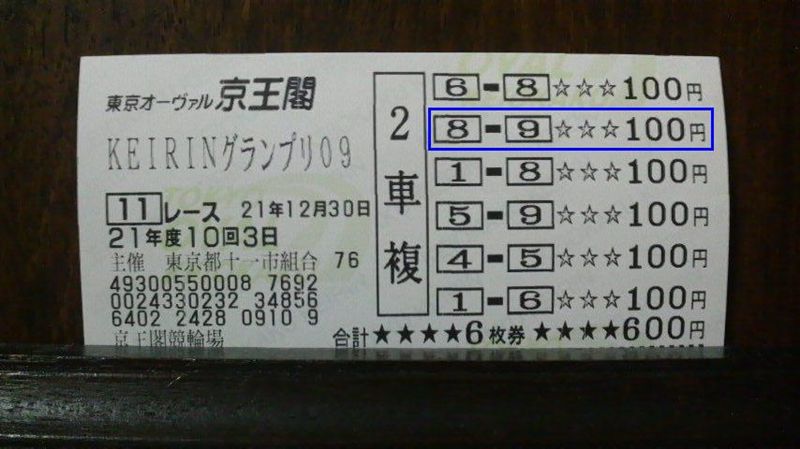 東京オーヴァル京王閣
KEIRINグランプリ09
11レース 21年12月30日
21年度10回3日
主催 東京都十一市組合 76
49300550008 7692
0024330232 34856
6402 2428 0910 9
京王閣競輪場
2車複
6-8☆☆☆100円
8-9☆☆☆100円
1-8☆☆☆100円
5-9☆☆☆100円
4-5☆☆☆100円
1-6☆☆☆100円
合計★★★★6枚券★★★★600円